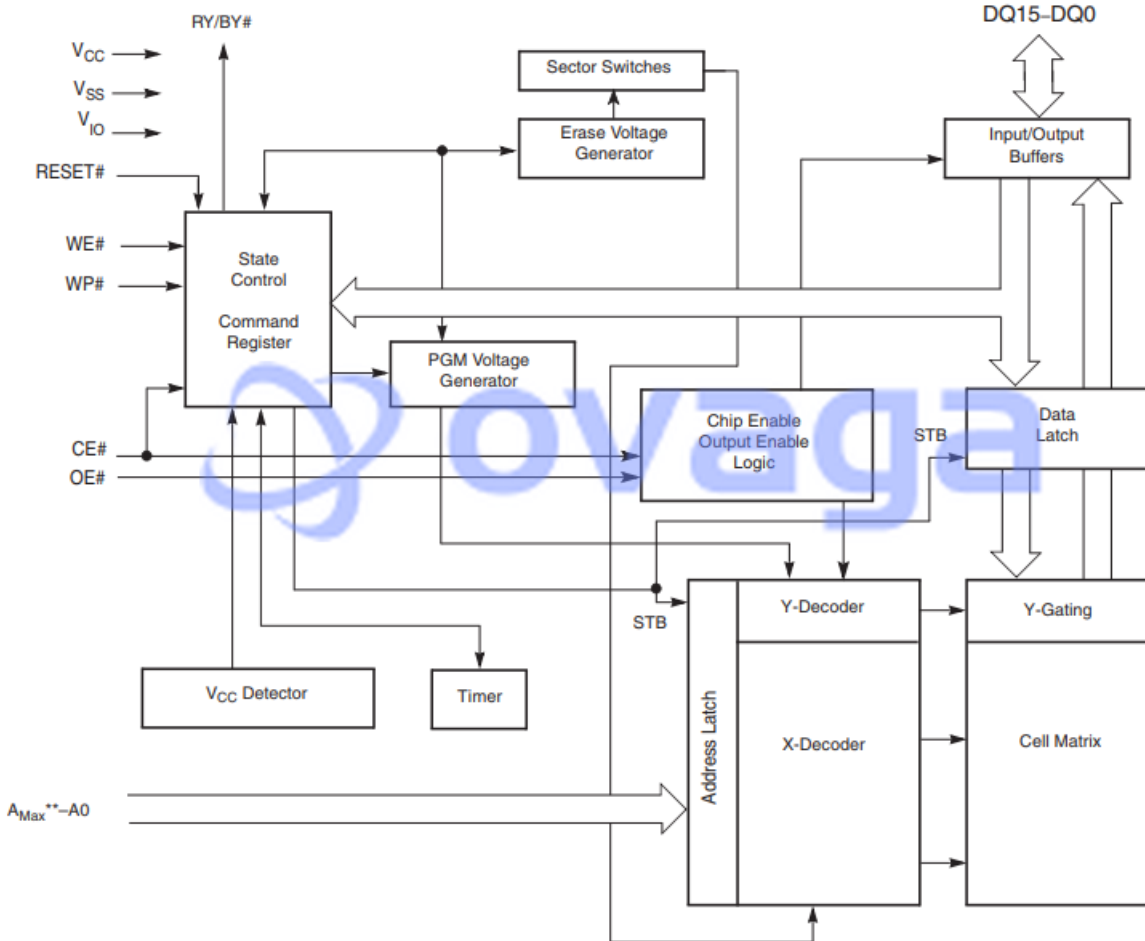 RY/BY#
DQ15–DQ0
VCC
VSS
VIO
RESET#
WE#
WP#
CE#
OE#
AMax**–A0
Sector Switches
Erase Voltage
Generator
Input/Output
Buffers
State
Control
Command
Register
PGM Voltage
Generator
Chip Enable
Output Enable
Logic
STB
Data
Latch
ovaga
STB
Y-Decoder
Y-Gating
VCC Detector
Timer
Address Latch
X-Decoder
Cell Matrix